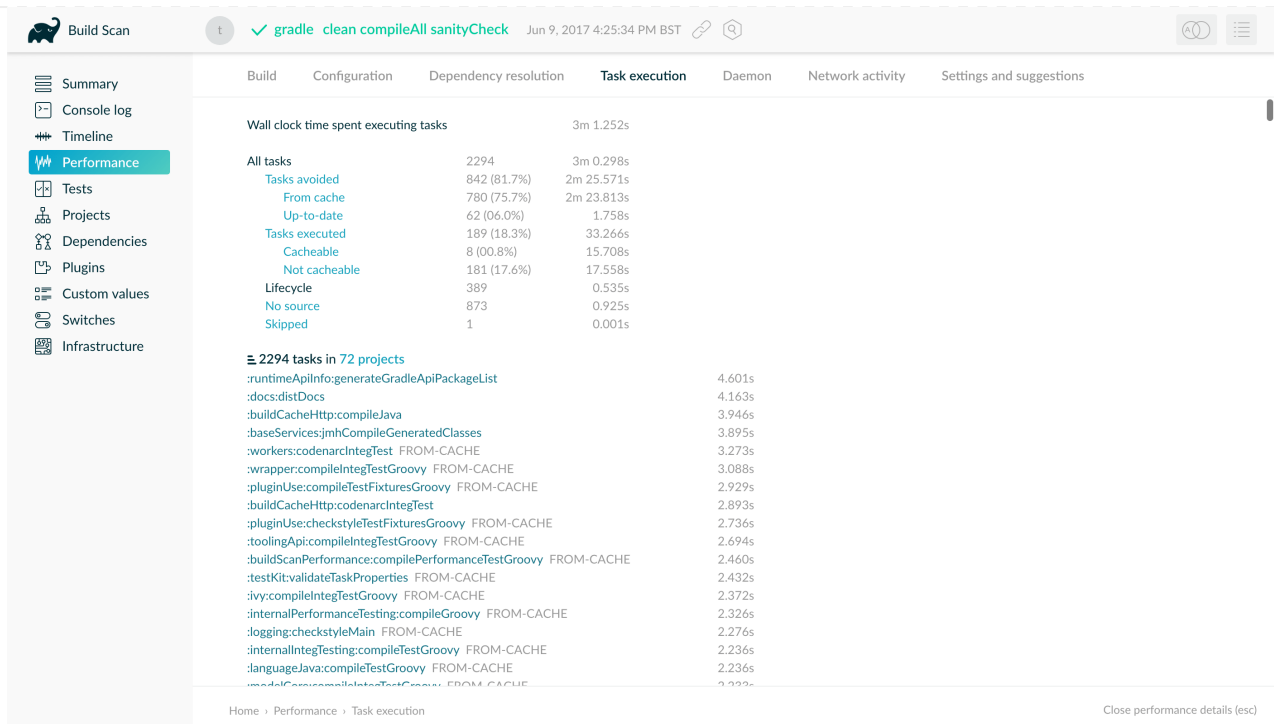 Build Scan
t
gradle clean compileAll sanityCheck Jun 9, 2017 4:25:34 PM BST
Summary
Console log
Timeline
Performance
Tests
Projects
Dependencies
Plugins
Custom values
Switches
Infrastructure
Build Configuration Dependency resolution Task execution Daemon Network activity Settings and suggestions
Wall clock time spent executing tasks 3m 1.252s
All tasks 2294 3m 0.298s
Tasks avoided 842 (81.7%) 2m 25.571s
From cache 780 (75.7%) 2m 23.813s
Up-to-date 62 (06.0%) 1.758s
Tasks executed 189 (18.3%) 33.266s
Cacheable 8 (00.8%) 15.708s
Not cacheable 181 (17.6%) 17.558s
Lifecycle 389 0.535s
No source 873 0.925s
Skipped 1 0.001s
2294 tasks in 72 projects
:runtimeApiInfo:generateGradleApiPackageList 4.601s
:docs:distDocs 4.163s
:buildCacheHttp:compileJava 3.946s
:baseServices:jmhCompileGeneratedClasses 3.895s
:workers:codenarcIntegTest FROM-CACHE 3.273s
:wrapper:compileIntegTestGroovy FROM-CACHE 3.088s
:pluginUse:compileTestFixturesGroovy FROM-CACHE 2.929s
:buildCacheHttp:codenarcIntegTest 2.893s
:pluginUse:checkstyleTestFixturesGroovy FROM-CACHE 2.736s
:toolingApi:compileIntegTestGroovy FROM-CACHE 2.694s
:buildScanPerformance:compilePerformanceTestGroovy FROM-CACHE 2.460s
:testKit:validateTaskProperties FROM-CACHE 2.432s
:ivy:compileIntegTestGroovy FROM-CACHE 2.372s
:internalPerformanceTesting:compileGroovy FROM-CACHE 2.326s
:logging:checkstyleMain FROM-CACHE 2.276s
:internalIntegTesting:compileTestGroovy FROM-CACHE 2.236s
:languageJava:compileTestGroovy FROM-CACHE 2.236s
:modelCore:compileIntegTestGroovy FROM-CACHE 2.233s
Home › Performance › Task execution
Close performance details (esc)